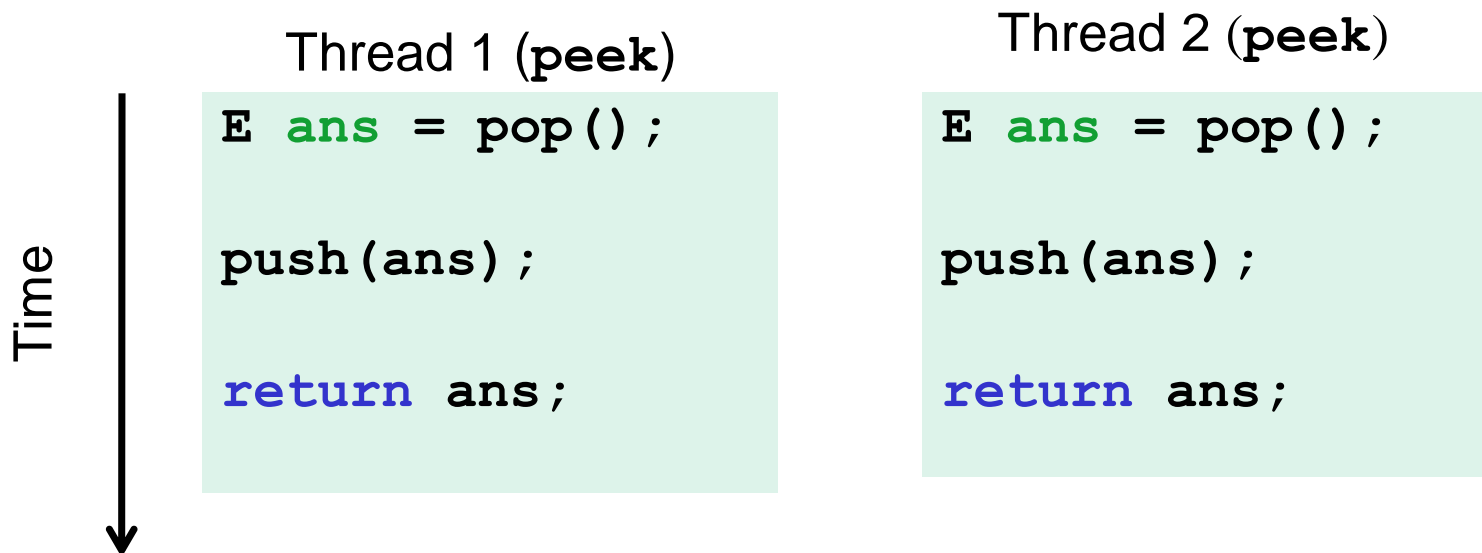 Time
Thread 1 (peek)
E ans = pop();
push(ans);
return ans;
Thread 2 (peek)
E ans = pop();
push(ans);
return ans;